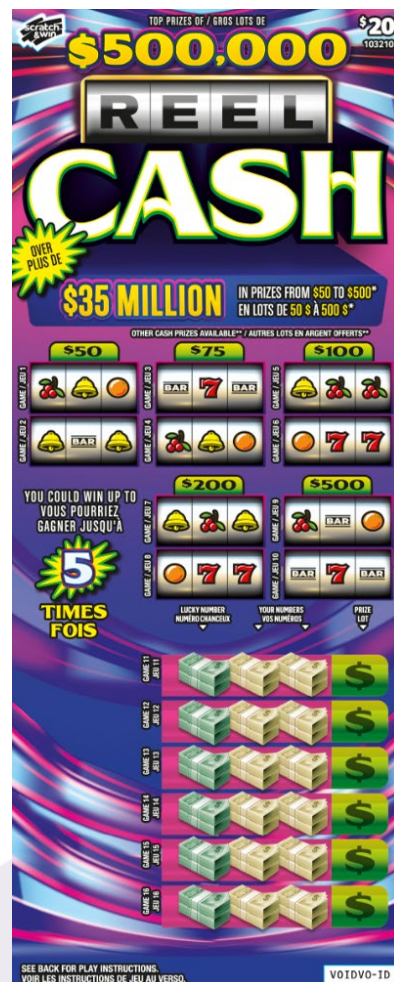 scratch
&win
TOP PRIZES OF / GROS LOTS DE
$500,000
$20
103210
REEL
CASH
OVER
PLUS DE
$35 MILLION
IN PRIZES FROM $50 TO $500*
EN LOTS DE 50 $ À 500 $*
OTHER CASH PRIZES AVAILABLE** / AUTRES LOTS EN ARGENT OFFERTS**
$50
$75
$100
GAME / JEU 1
GAME / JEU 3
BAR 7 BAR
GAME / JEU 5
GAME / JEU 2
BAR
GAME / JEU 4
GAME / JEU 6
7 7
$200
$500
YOU COULD WIN UP TO
VOUS POURRIEZ
GAGNER JUSQU'À
5
TIMES
FOIS
GAME / JEU 7
GAME / JEU 9
BAR
GAME / JEU 8
7 7
GAME / JEU 10
BAR 7 BAR
LUCKY NUMBER
NUMÉRO CHANCEUX
YOUR NUMBERS
VOS NUMÉROS
PRIZE
LOT
GAME 11
JEU 11
$
GAME 12
JEU 12
$
GAME 13
JEU 13
$
GAME 14
JEU 14
$
GAME 15
JEU 15
$
GAME 16
JEU 16
$
SEE BACK FOR PLAY INSTRUCTIONS.
VOIR LES INSTRUCTIONS DE JEU AU VERSO.
VOIDVO-ID